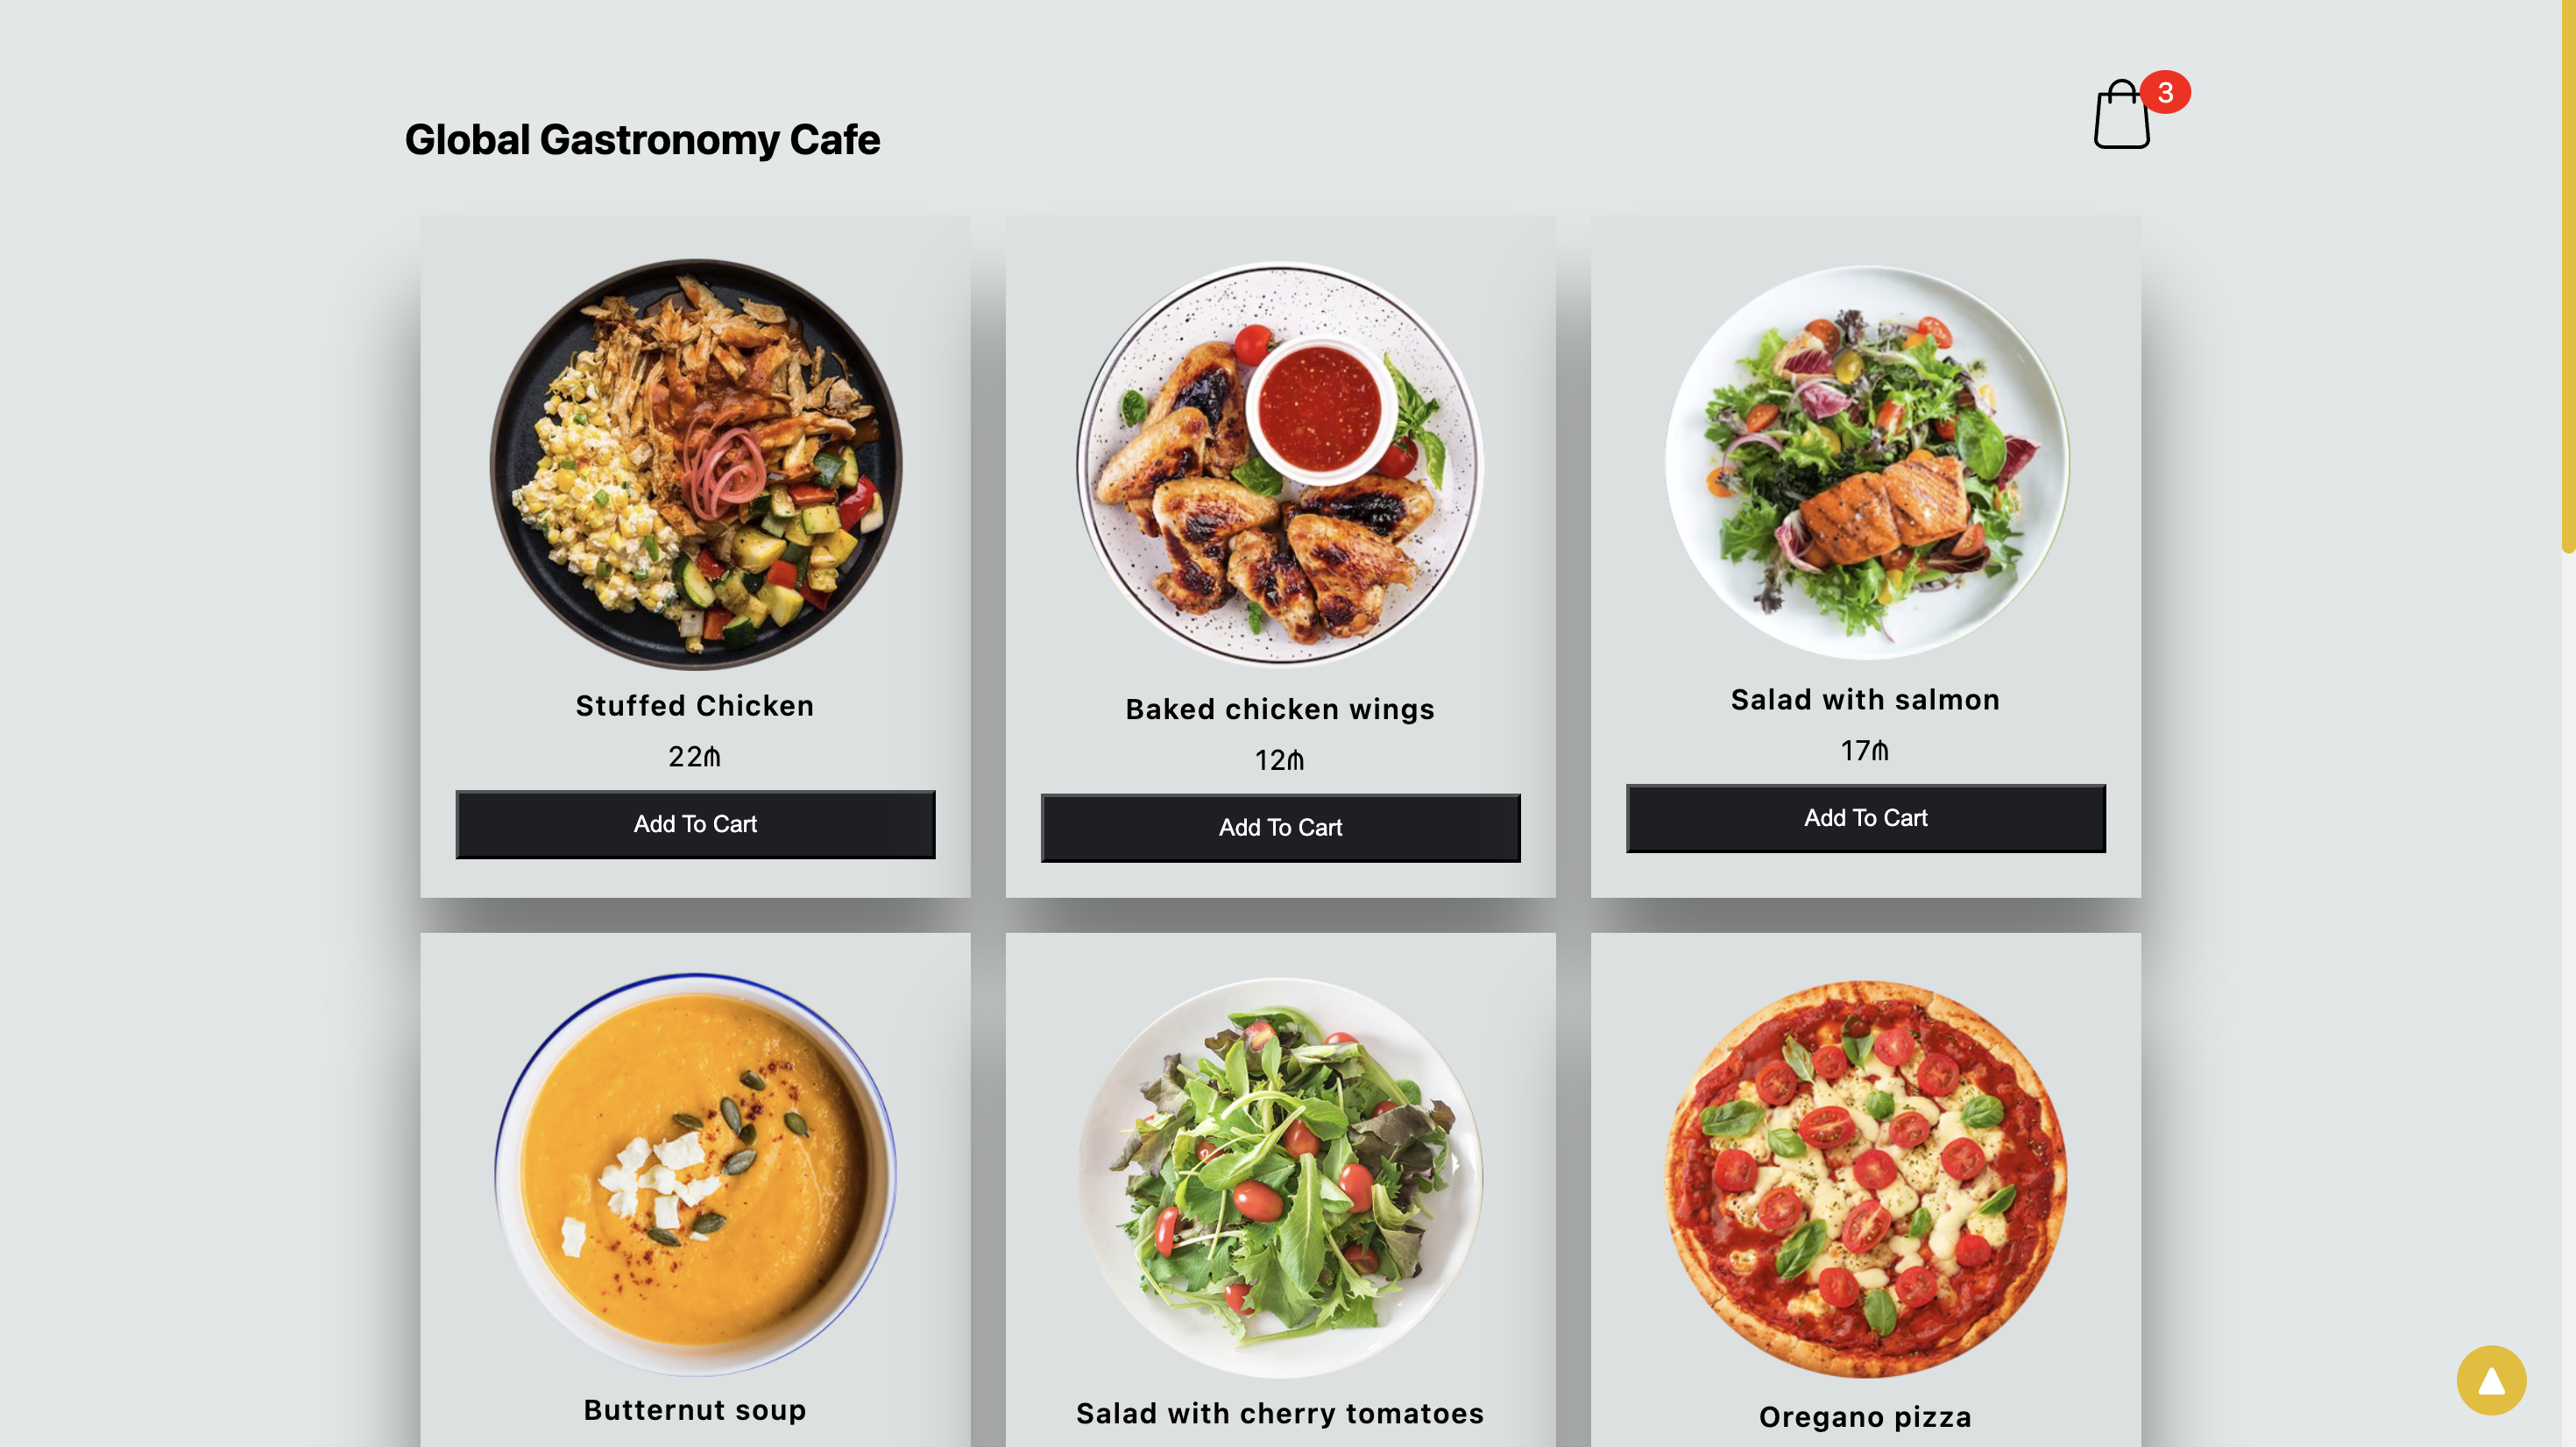 3
Global Gastronomy Cafe
Stuffed Chicken
22₼
Add To Cart
Baked chicken wings
12₼
Add To Cart
Salad with salmon
17₼
Add To Cart
Butternut soup
Salad with cherry tomatoes
Oregano pizza